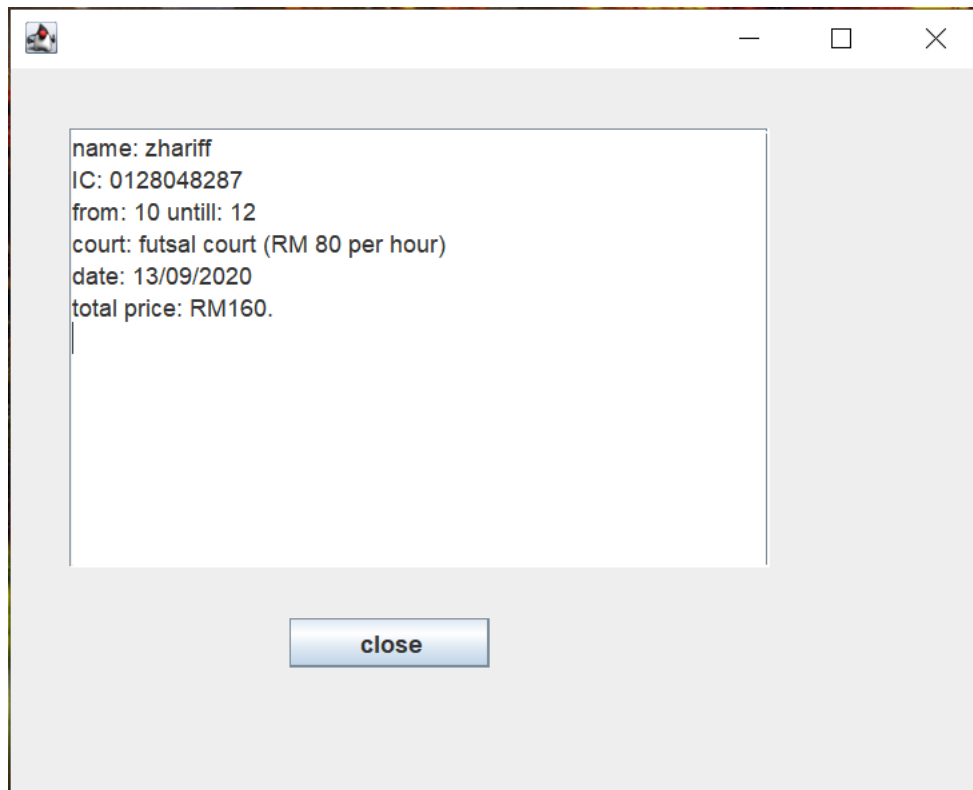 name: zhariff
IC: 0128048287
from: 10 untill: 12
court: futsal court (RM 80 per hour)
date: 13/09/2020
total price: RM160.
close